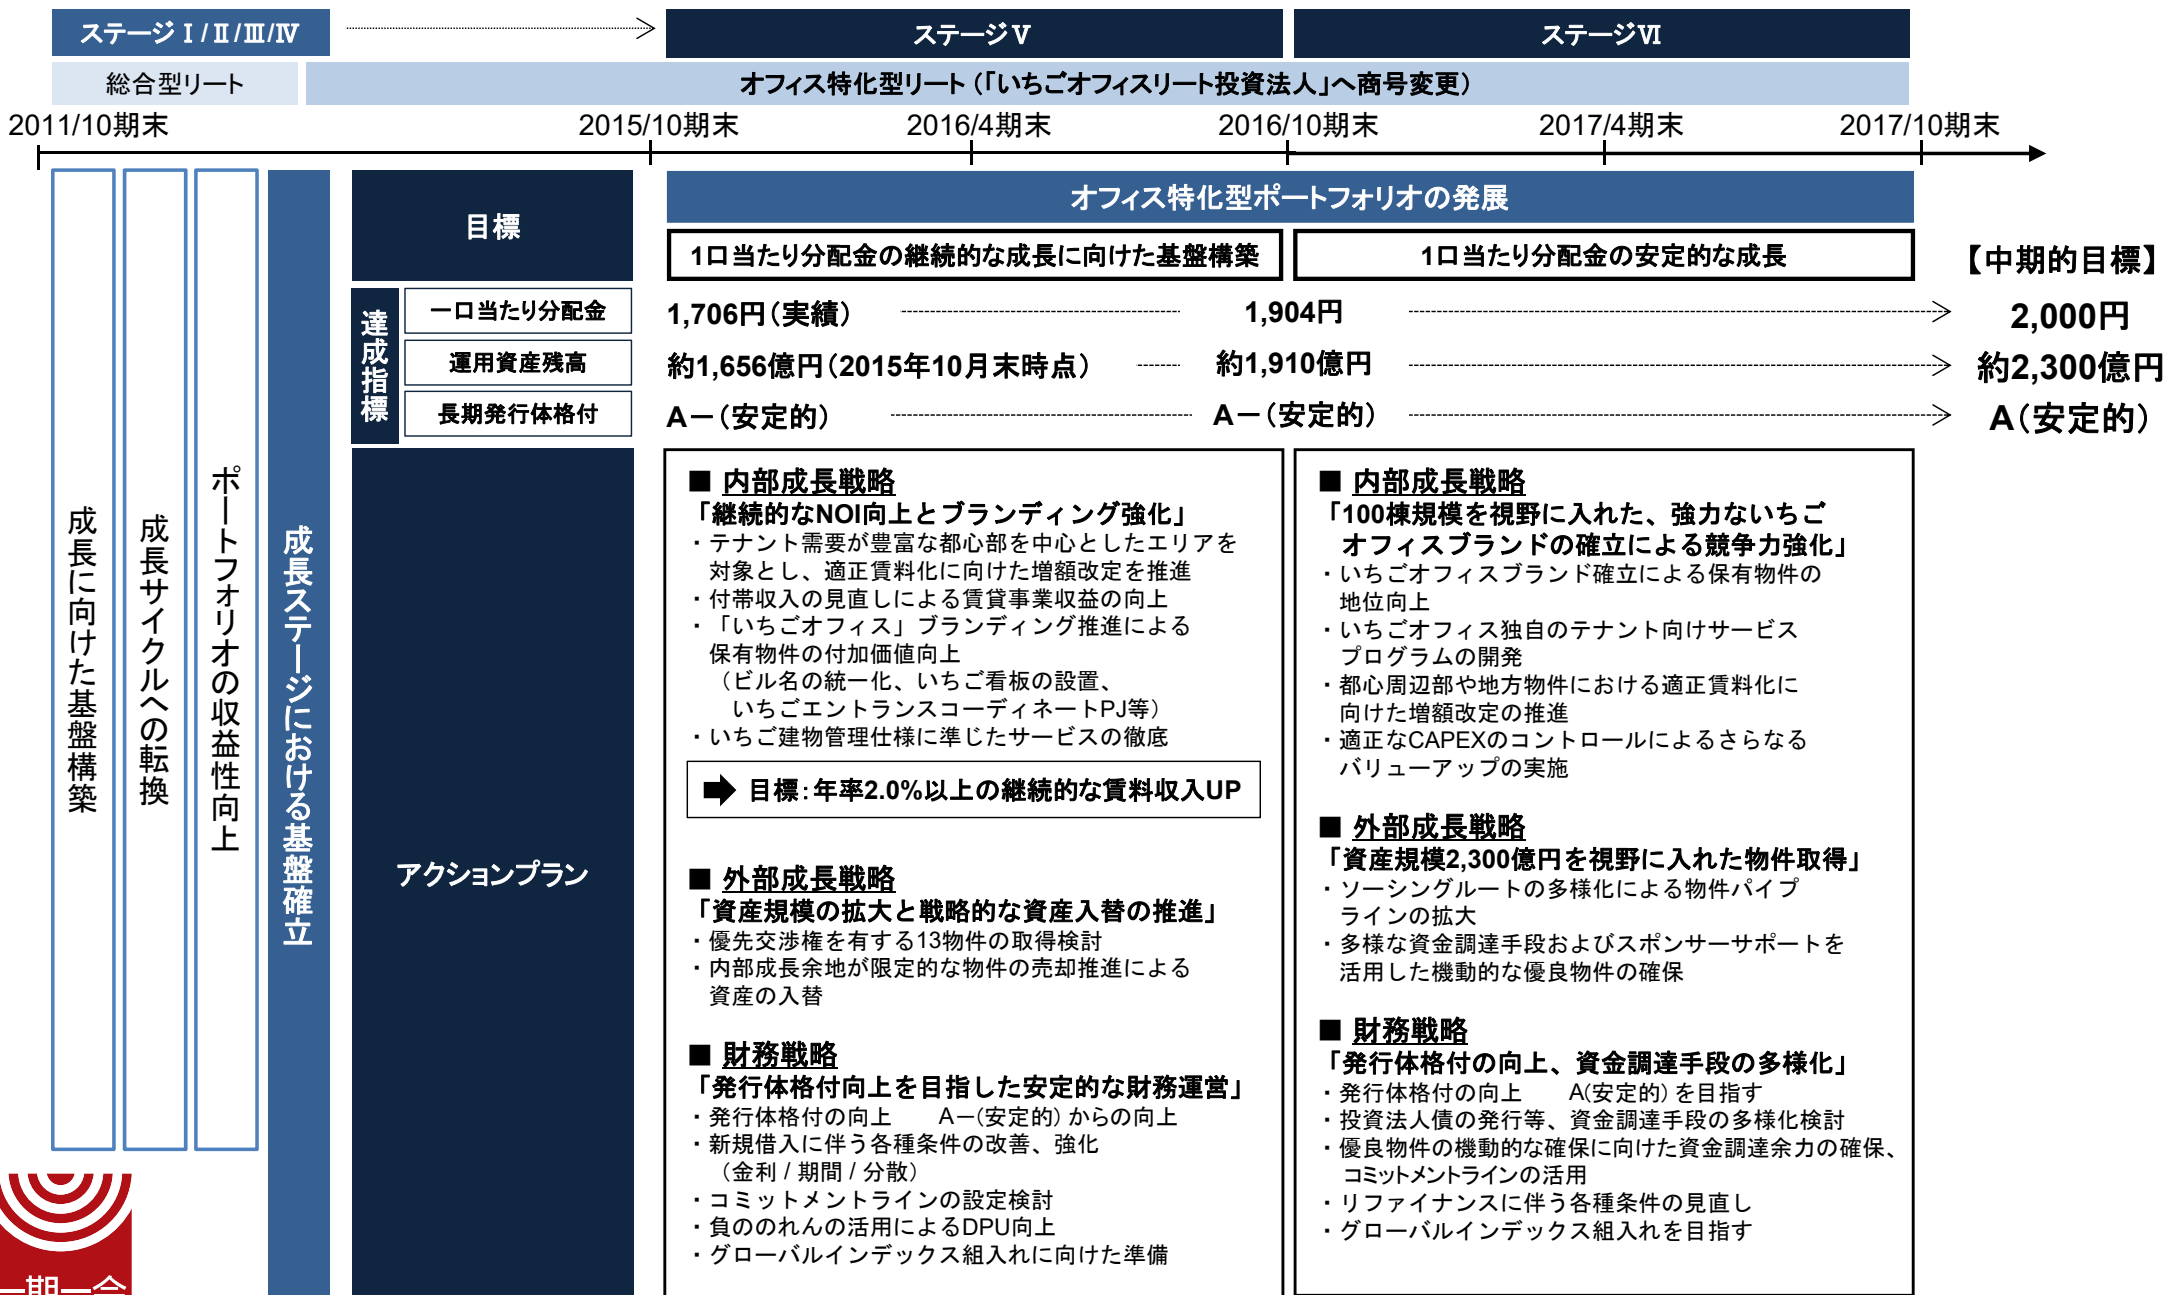 ステージⅠ/Ⅱ/Ⅲ/Ⅳ
ステージⅤ
ステージⅥ
総合型リート
オフィス特化型リート（「いちごオフィスリート投資法人」へ商号変更）
2011/10期末
2015/10期末
2016/4期末
2016/10期末
2017/4期末
2017/10期末
成長に向けた基盤構築
成長サイクルへの転換
ポートフォリオの収益性向上
成長ステージにおける基盤確立
目標
オフィス特化型ポートフォリオの発展
1口当たり分配金の継続的な成長に向けた基盤構築
1口当たり分配金の安定的な成長
【中期的目標】
達成指標
一口当たり分配金
1,706円（実績）
1,904円
2,000円
運用資産残高
約1,656億円（2015年10月末時点）
約1,910億円
約2,300億円
長期発行体格付
A－（安定的）
A－（安定的）
A（安定的）
アクションプラン
■ 内部成長戦略
「継続的なNOI向上とブランディング強化」
・テナント需要が豊富な都心部を中心としたエリアを
対象とし、適正賃料化に向けた増額改定を推進
・付帯収入の見直しによる賃貸事業収益の向上
・「いちごオフィス」ブランディング推進による
保有物件の付加価値向上
（ビル名の統一化、いちご看板の設置、
いちごエントランスコーディネートPJ等）
・いちご建物管理仕様に準じたサービスの徹底
➡ 目標：年率2.0%以上の継続的な賃料収入UP
■ 外部成長戦略
「資産規模の拡大と戦略的な資産入替の推進」
・優先交渉権を有する13物件の取得検討
・内部成長余地が限定的な物件の売却推進による
資産の入替
■ 財務戦略
「発行体格付向上を目指した安定的な財務運営」
・発行体格付の向上　　A－(安定的) からの向上
・新規借入に伴う各種条件の改善、強化
（金利 / 期間 / 分散）
・コミットメントラインの設定検討
・負ののれんの活用によるDPU向上
・グローバルインデックス組入れに向けた準備
■ 内部成長戦略
「100棟規模を視野に入れた、強力ないちご
オフィスブランドの確立による競争力強化」
・いちごオフィスブランド確立による保有物件の
地位向上
・いちごオフィス独自のテナント向けサービス
プログラムの開発
・都心周辺部や地方物件における適正賃料化に
向けた増額改定の推進
・適正なCAPEXのコントロールによるさらなる
バリューアップの実施
■ 外部成長戦略
「資産規模2,300億円を視野に入れた物件取得」
・ソーシングルートの多様化による物件パイプ
ラインの拡大
・多様な資金調達手段およびスポンサーサポートを
活用した機動的な優良物件の確保
■ 財務戦略
「発行体格付の向上、資金調達手段の多様化」
・発行体格付の向上　　A(安定的) を目指す
・投資法人債の発行等、資金調達手段の多様化検討
・優良物件の機動的な確保に向けた資金調達余力の確保、
コミットメントラインの活用
・リファイナンスに伴う各種条件の見直し
・グローバルインデックス組入れを目指す
一期一会